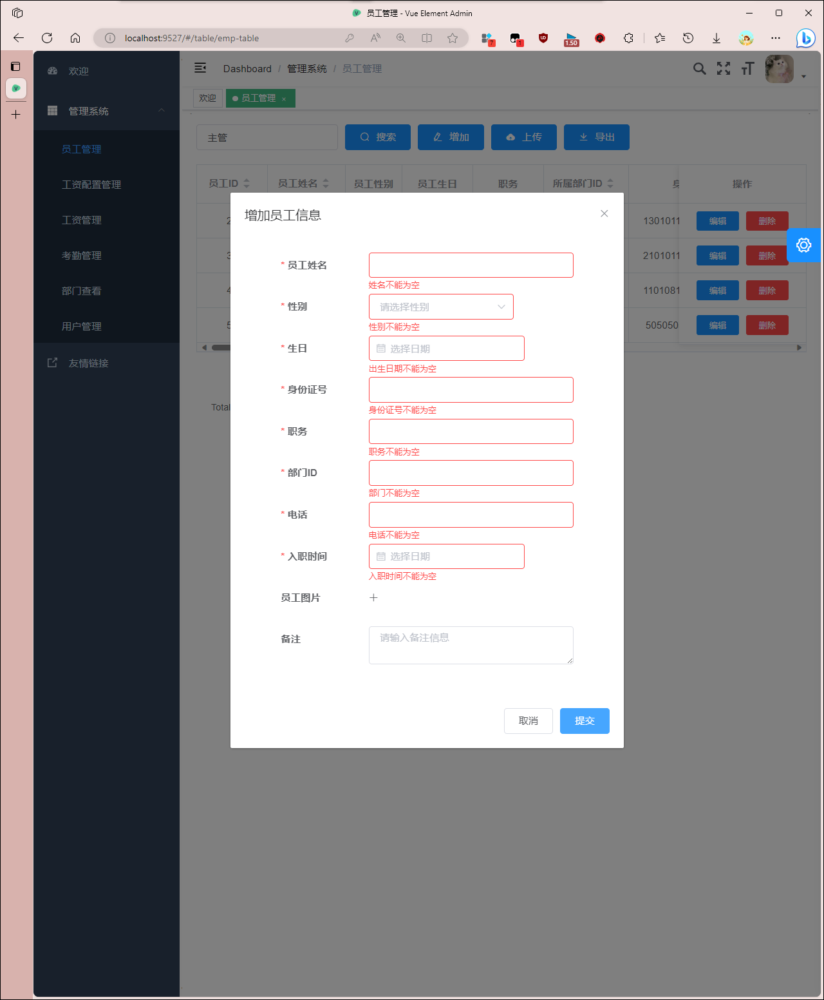 员工管理 - Vue Element Admin
localhost:9527/#/table/emp-table
7
1
1.50
欢迎
Dashboard / 管理系统 / 员工管理
管理系统
欢迎
员工管理 ×
员工管理
工资配置管理
工资管理
考勤管理
部门查看
用户管理
友情链接
主管
搜索
增加
上传
导出
员工ID 员工姓名 员工性别 员工生日 职务 所属部门ID 操作
2 1301011 编辑 删除
3 2101011 编辑 删除
4 1101081 编辑 删除
5 505050 编辑 删除
Total
增加员工信息
* 员工姓名
姓名不能为空
* 性别 请选择性别
性别不能为空
* 生日 选择日期
出生日期不能为空
* 身份证号
身份证号不能为空
* 职务
职务不能为空
* 部门ID
部门不能为空
* 电话
电话不能为空
* 入职时间 选择日期
入职时间不能为空
员工图片
备注 请输入备注信息
取消 提交